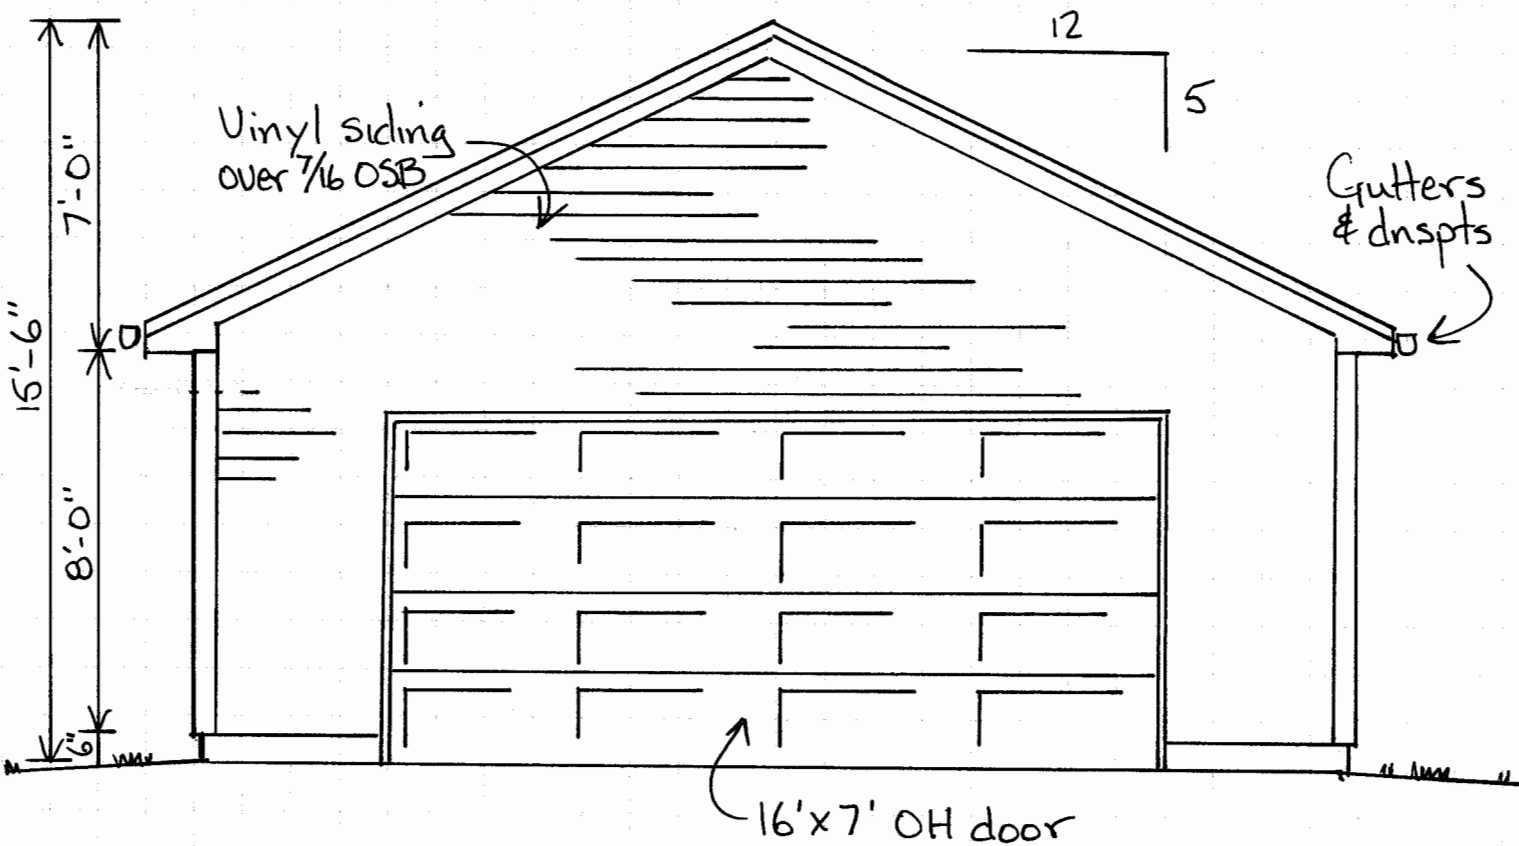 12
5
Vinyl siding
over 7/16 OSB
Gutters
& dnspts
7'-0"
15'-6"
8'-0"
6"
16'x7' OH door